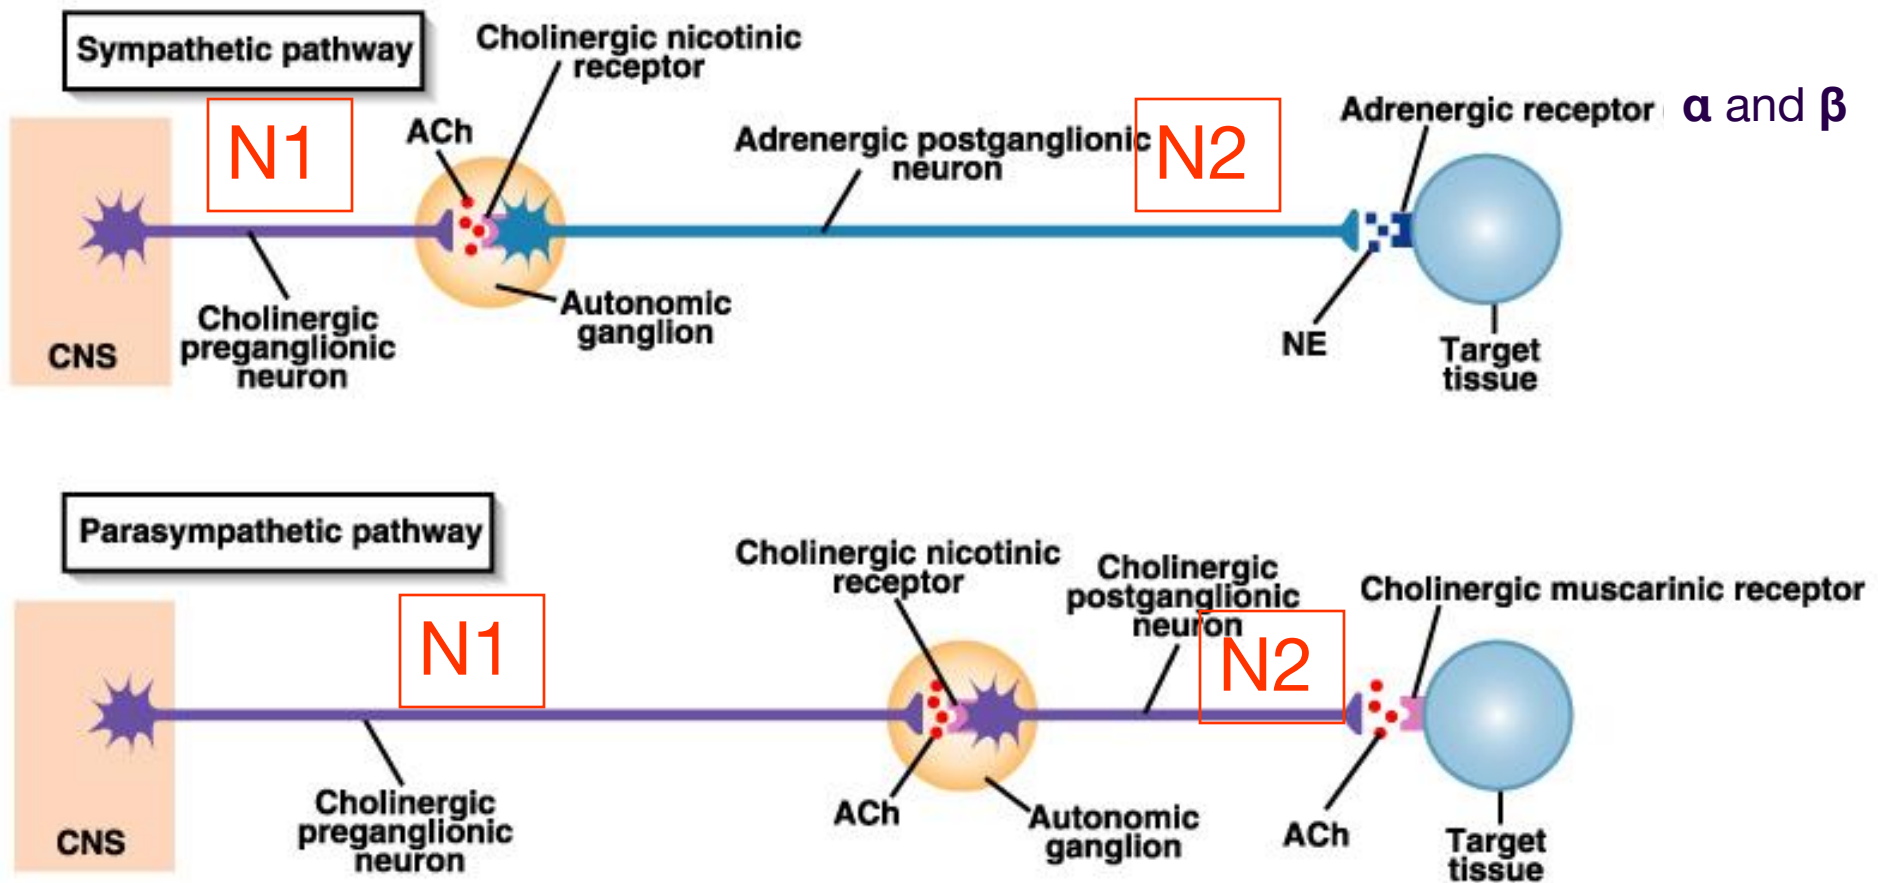 Sympathetic pathway
Cholinergic nicotinic
receptor
N1
ACh
Adrenergic postganglionic
neuron
N2
Adrenergic receptor
α and β
CNS
Cholinergic
preganglionic
neuron
Autonomic
ganglion
NE
Target
tissue
Parasympathetic pathway
N1
Cholinergic nicotinic
receptor
Cholinergic
postganglionic
neuron
N2
Cholinergic muscarinic receptor
CNS
Cholinergic
preganglionic
neuron
ACh
Autonomic
ganglion
ACh
Target
tissue